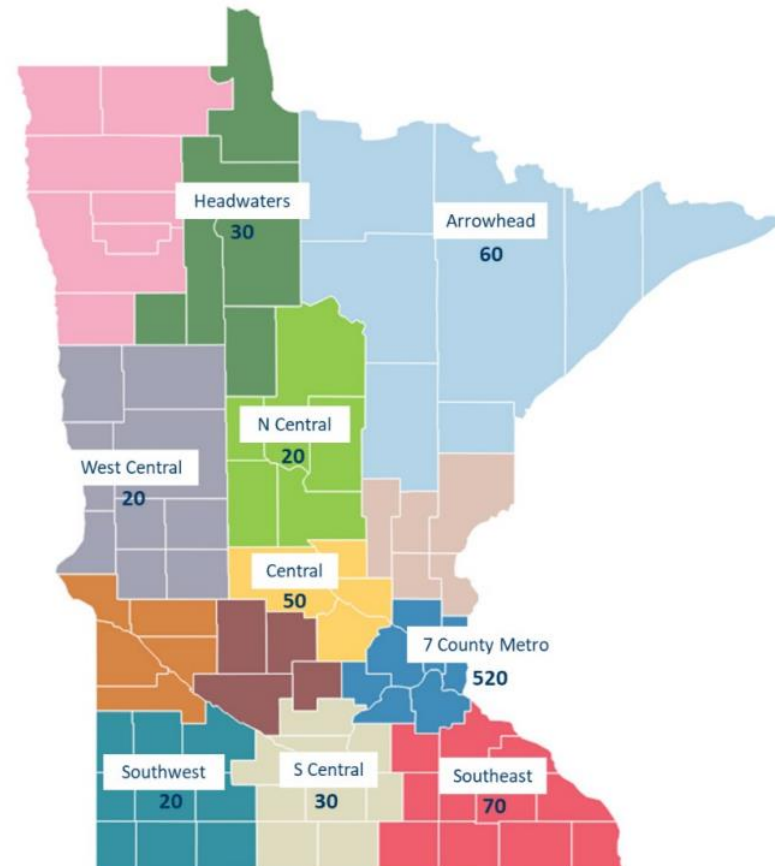 Headwaters
30
Arrowhead
60
N Central
20
West Central
20
Central
50
7 County Metro
520
Southwest
20
S Central
30
Southeast
70